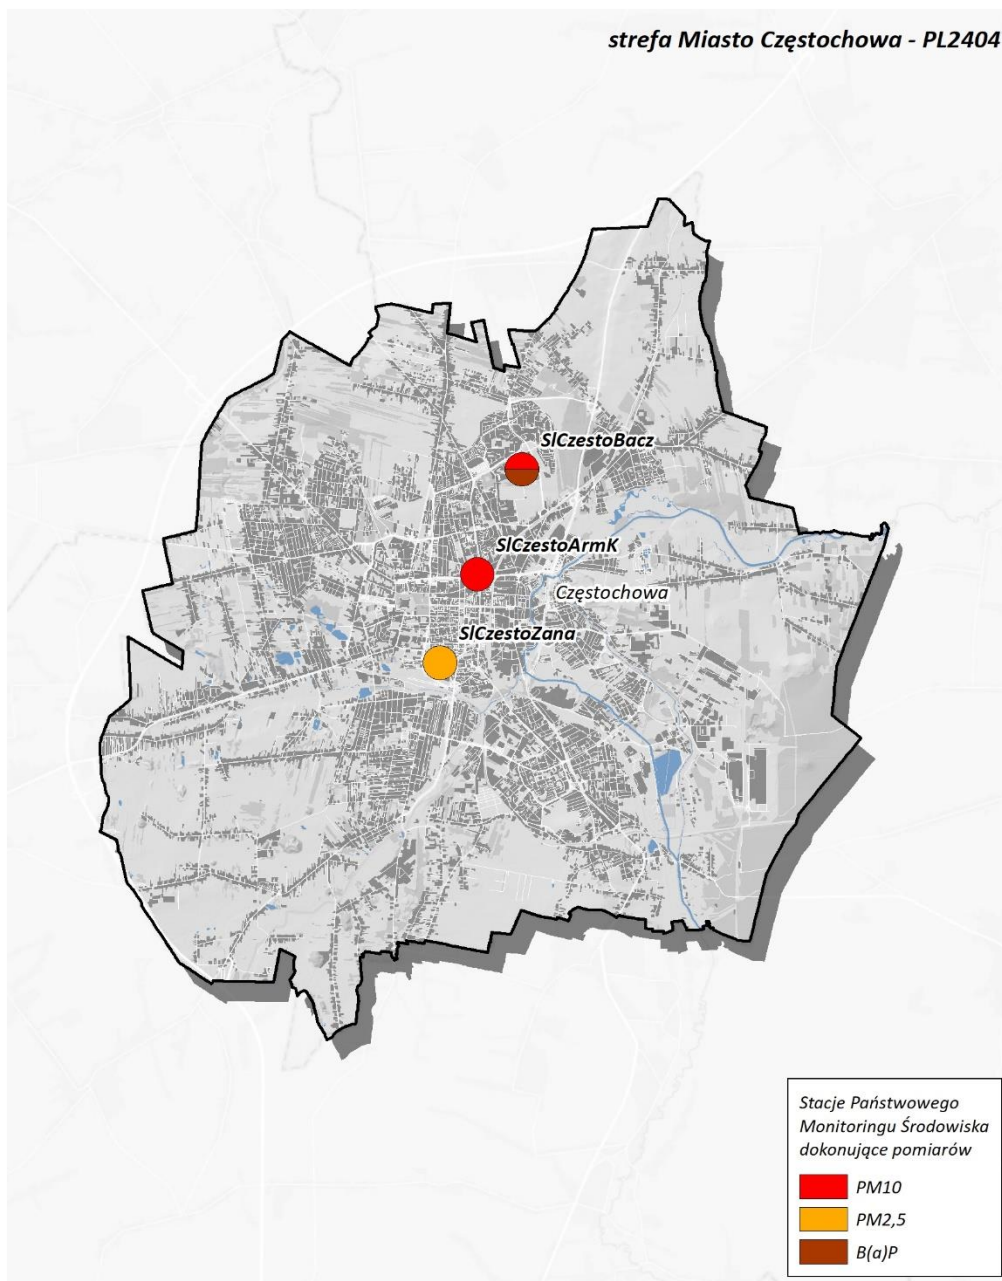 strefa Miasto Częstochowa - PL2404
SlCzestoBacz
SlCzestoArmK
Częstochowa
SlCzestoZana
Stacje Państwowego
Monitoringu Środowiska
dokonujące pomiarów
PM10
PM2,5
B(a)P